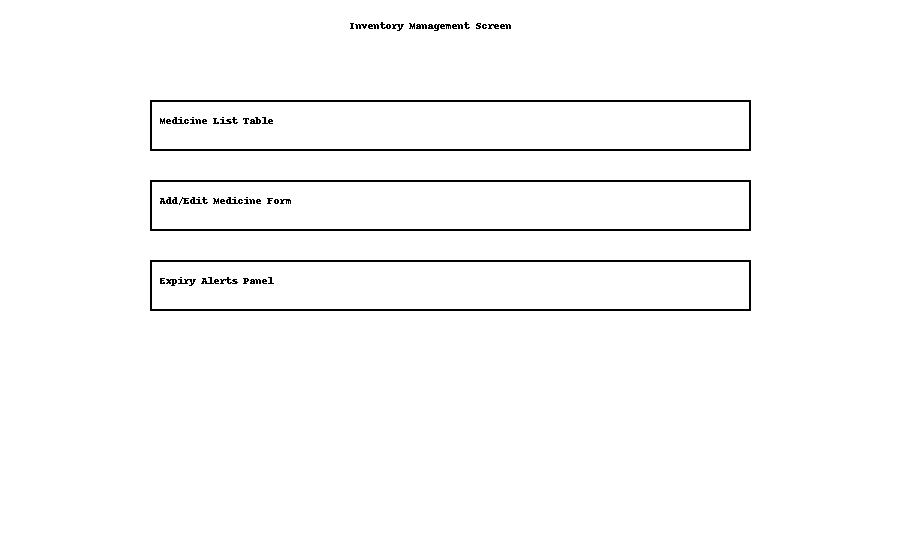 Inventory Management Screen
Medicine List Table
Add/Edit Medicine Form
Expiry Alerts Panel